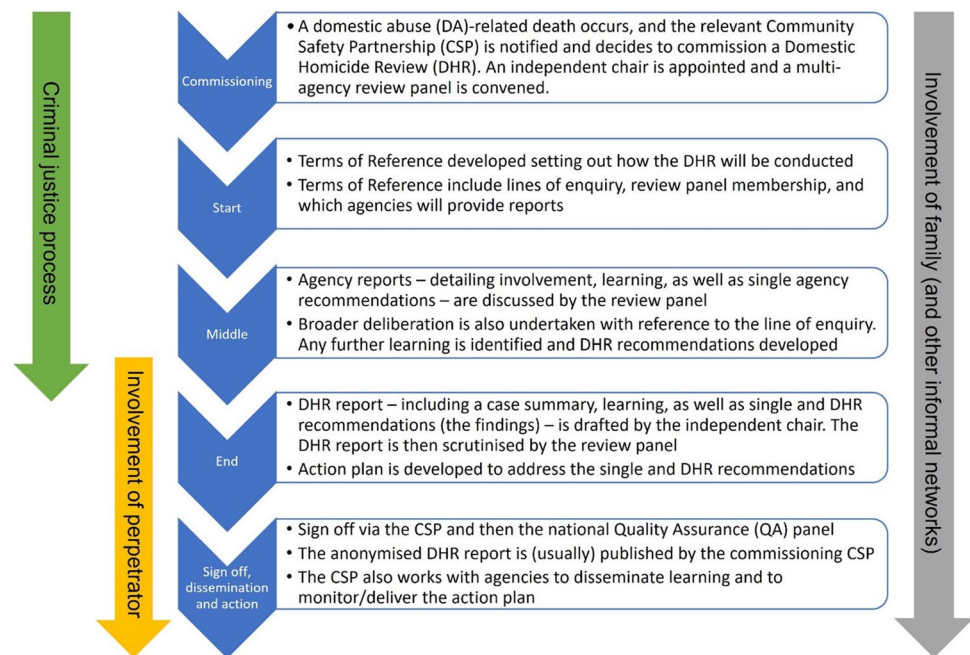 Criminal justice process
Involvement of perpetrator
Commissioning
• A domestic abuse (DA)-related death occurs, and the relevant Community
Safety Partnership (CSP) is notified and decides to commission a Domestic
Homicide Review (DHR). An independent chair is appointed and a multi-
agency review panel is convened.
Start
• Terms of Reference developed setting out how the DHR will be conducted
• Terms of Reference include lines of enquiry, review panel membership, and
which agencies will provide reports
Middle
• Agency reports – detailing involvement, learning, as well as single agency
recommendations – are discussed by the review panel
• Broader deliberation is also undertaken with reference to the line of enquiry.
Any further learning is identified and DHR recommendations developed
End
• DHR report – including a case summary, learning, as well as single and DHR
recommendations (the findings) – is drafted by the independent chair. The
DHR report is then scrutinised by the review panel
• Action plan is developed to address the single and DHR recommendations
Sign off,
dissemination
and action
• Sign off via the CSP and then the national Quality Assurance (QA) panel
• The anonymised DHR report is (usually) published by the commissioning CSP
• The CSP also works with agencies to disseminate learning and to
monitor/deliver the action plan
Involvement of family (and other informal networks)